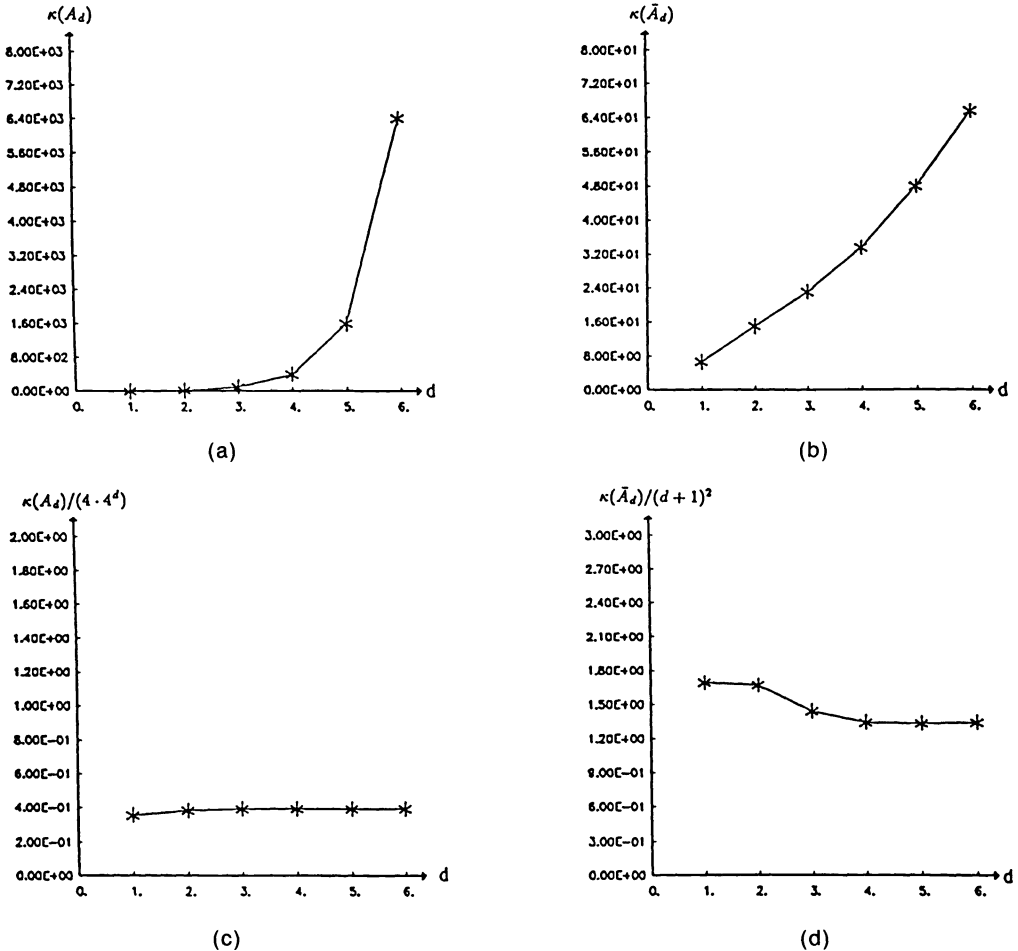 κ(A_d)
8.00E+03
7.20E+03
6.40E+03
5.60E+03
4.80E+03
4.00E+03
3.20E+03
2.40E+03
1.60E+03
8.00E+02
0.00E+00
0. 1. 2. 3. 4. 5. 6. d
(a)
κ(Ā_d)
8.00E+01
7.20E+01
6.40E+01
5.60E+01
4.80E+01
4.00E+01
3.20E+01
2.40E+01
1.60E+01
8.00E+00
0.00E+00
0. 1. 2. 3. 4. 5. 6. d
(b)
κ(A_d)/(4 · 4^d)
2.00E+00
1.80E+00
1.60E+00
1.40E+00
1.20E+00
1.00E+00
8.00E-01
6.00E-01
4.00E-01
2.00E-01
0.00E+00
0. 1. 2. 3. 4. 5. 6. d
(c)
κ(Ā_d)/(d + 1)²
3.00E+00
2.70E+00
2.40E+00
2.10E+00
1.80E+00
1.50E+00
1.20E+00
9.00E-01
6.00E-01
3.00E-01
0.00E+00
0. 1. 2. 3. 4. 5. 6. d
(d)